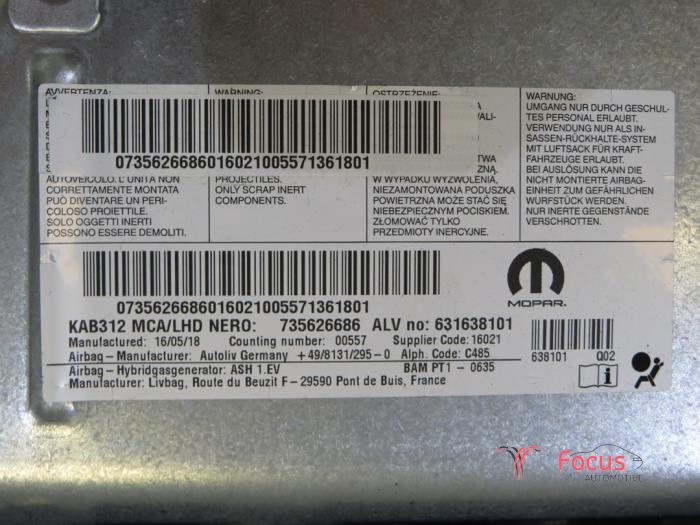 AVVERTENZA:
AUTOVEICOLO. L'UNITÀ NON
CORRETTAMENTE MONTATA
PUÒ DIVENTARE UN PERI-
COLOSO PROIETTILE.
SOLO OGGETTI INERTI
POSSONO ESSERE DEMOLITI.
WARNING:
PROJECTILES.
ONLY SCRAP INERT
COMPONENTS.
OSTRZEŻENIE:
W WYPADKU WYZWOLENIA,
NIEZAMONTOWANA PODUSZKA
POWIETRZNA MOŻE STAĆ SIĘ
NIEBEZPIECZNYM POCISKIEM.
ZŁOMOWAĆ TYLKO
PRZEDMIOTY INERCYJNE.
WARNUNG:
UMGANG NUR DURCH GESCHUL-
TES PERSONAL ERLAUBT.
VERWENDUNG NUR ALS IN-
SASSEN-RÜCKHALTE-SYSTEM
MIT LUFTSACK FÜR KRAFT-
FAHRZEUGE ERLAUBT.
BEI AUSLÖSUNG KANN DIE
NICHT MONTIERTE AIRBAG-
EINHEIT ZUM GEFÄHRLICHEN
WURFSTÜCK WERDEN.
NUR INERTE GEGENSTÄNDE
VERSCHROTTEN.
07356266860160210055713618 01
07356266860160210055713618 01
MOPAR.
KAB312 MCA/LHD NERO: 735626686 ALV no: 631638101
Manufactured: 16/05/18 Counting number: 00557 Supplier Code: 16021
Airbag - Manufacturer: Autoliv Germany +49/8131/295-0 Alph. Code: C485
Airbag - Hybridgasgenerator: ASH 1.EV BAM PT1 - 0635
Manufacturer: Livbag, Route du Beuzit F - 29590 Pont de Buis, France
638101 Q02
i
Focus
AUTOMOTIVE